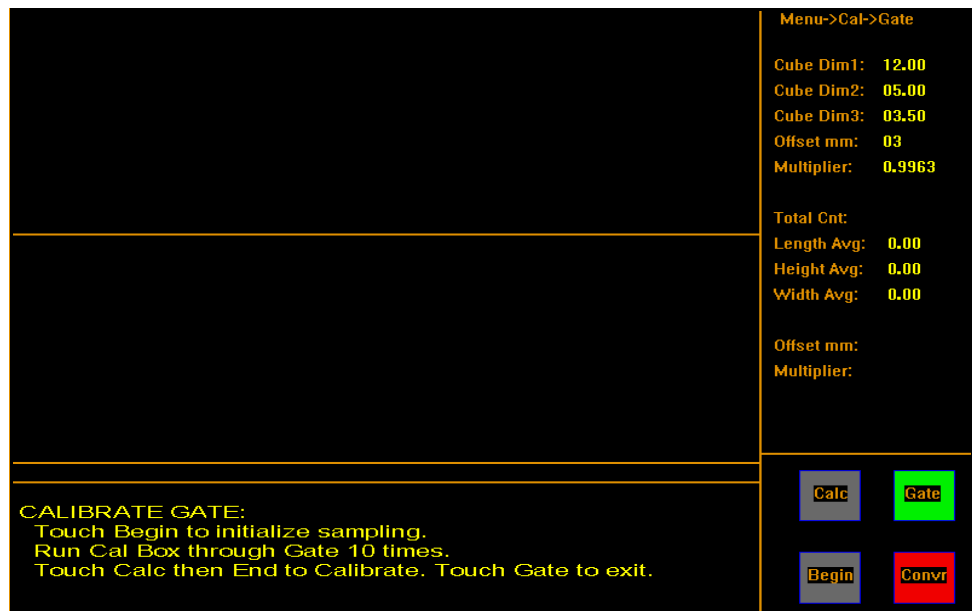 Menu->Cal->Gate
Cube Dim1: 12.00
Cube Dim2: 05.00
Cube Dim3: 03.50
Offset mm: 03
Multiplier: 0.9963
Total Cnt:
Length Avg: 0.00
Height Avg: 0.00
Width Avg: 0.00
Offset mm:
Multiplier:
Calc Gate
Begin Convr
CALIBRATE GATE:
Touch Begin to initialize sampling.
Run Cal Box through Gate 10 times.
Touch Calc then End to Calibrate. Touch Gate to exit.